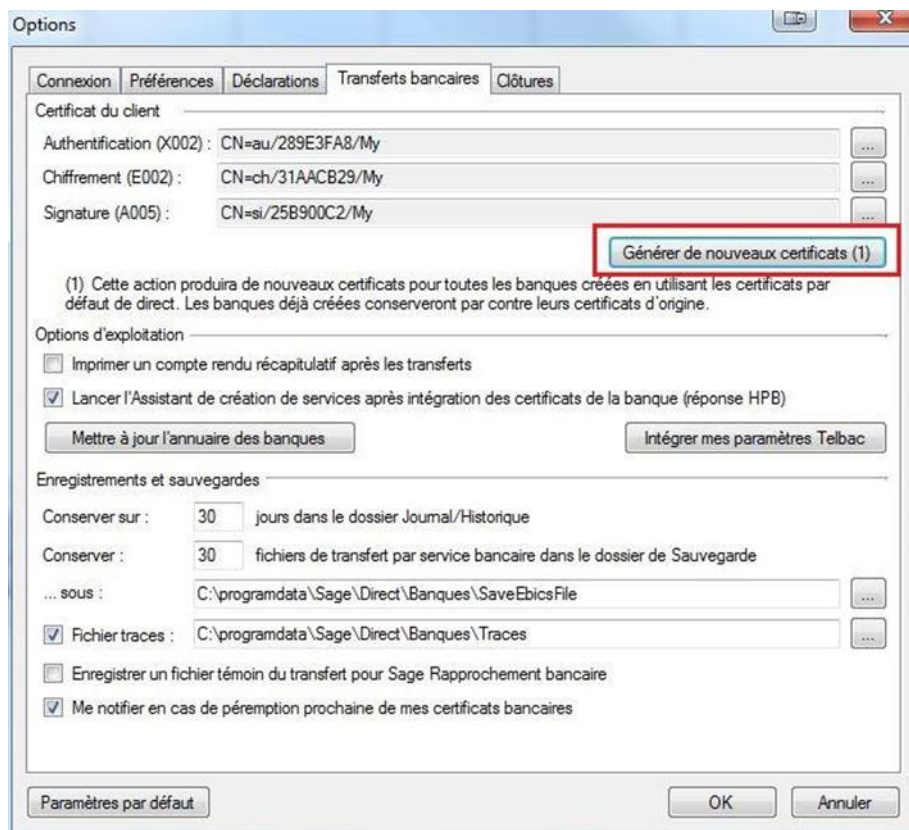 Options
Connexion Préférences Déclarations Transferts bancaires Clôtures
Certificat du client
Authentification (X002) : CN=au/289E3FA8/My ...
Chiffrement (E002) : CN=ch/31AACB29/My ...
Signature (A005) : CN=si/25B900C2/My ...
Générer de nouveaux certificats (1)
(1) Cette action produira de nouveaux certificats pour toutes les banques créées en utilisant les certificats par
défaut de direct. Les banques déjà créées conserveront par contre leurs certificats d'origine.
Options d'exploitation
Imprimer un compte rendu récapitulatif après les transferts
Lancer l'Assistant de création de services après intégration des certificats de la banque (réponse HPB)
Mettre à jour l'annuaire des banques Intégrer mes paramètres Telbac
Enregistrements et sauvegardes
Conserver sur : 30 jours dans le dossier Journal/Historique
Conserver : 30 fichiers de transfert par service bancaire dans le dossier de Sauvegarde
... sous : C:\programdata\Sage\Direct\Banques\SaveEbicsFile ...
Fichier traces : C:\programdata\Sage\Direct\Banques\Traces ...
Enregistrer un fichier témoin du transfert pour Sage Rapprochement bancaire
Me notifier en cas de péremption prochaine de mes certificats bancaires
Paramètres par défaut OK Annuler